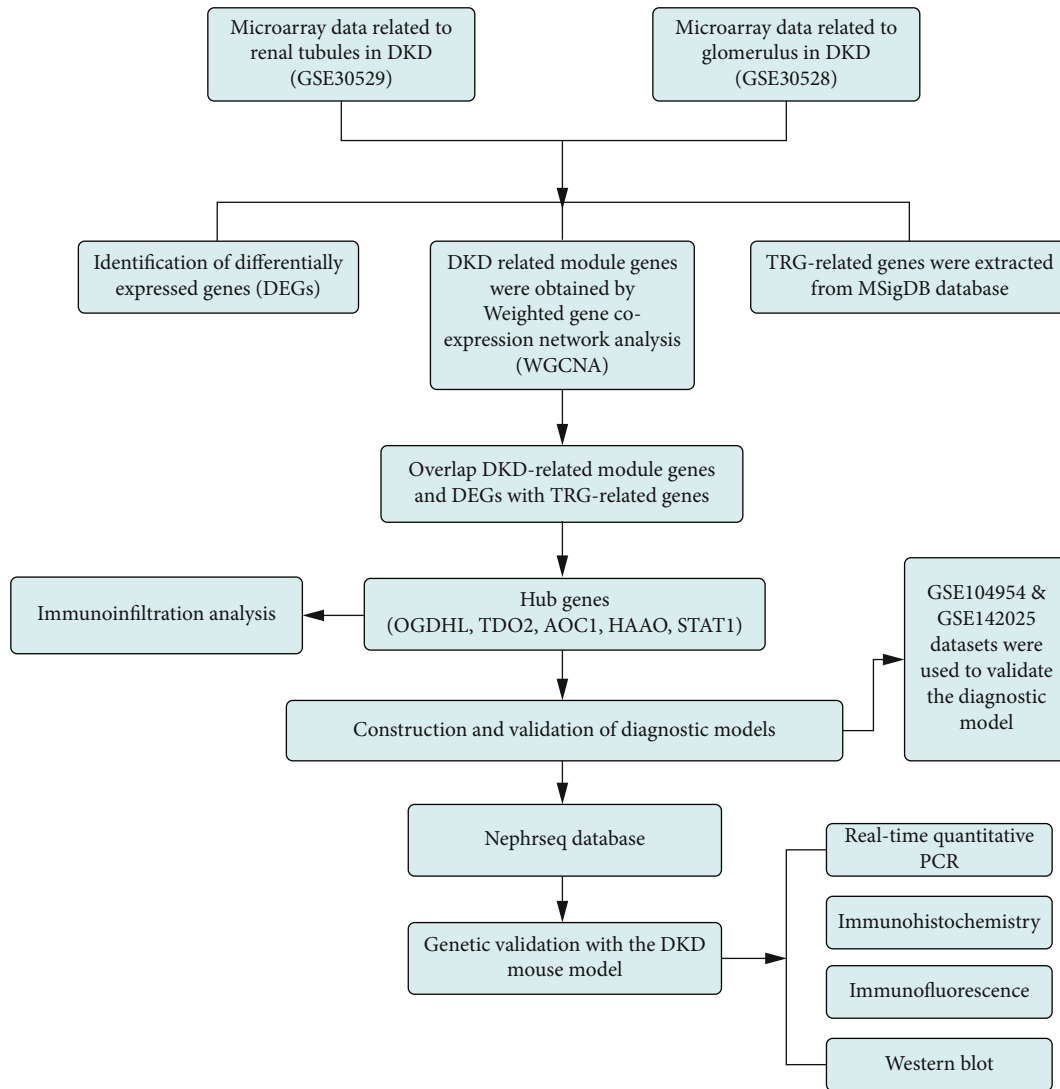 Microarray data related to
renal tubules in DKD
(GSE30529)
Microarray data related to
glomerulus in DKD
(GSE30528)
Identification of differentially
expressed genes (DEGs)
DKD related module genes
were obtained by
Weighted gene co-
expression network analysis
(WGCNA)
TRG-related genes were extracted
from MSigDB database
Overlap DKD-related module genes
and DEGs with TRG-related genes
Immunoinfiltration analysis
Hub genes
(OGDHL, TDO2, AOC1, HAAO, STAT1)
GSE104954 &
GSE142025
datasets were
used to validate
the diagnostic
model
Construction and validation of diagnostic models
Nephrseq database
Genetic validation with the DKD
mouse model
Real-time quantitative
PCR
Immunohistochemistry
Immunofluorescence
Western blot